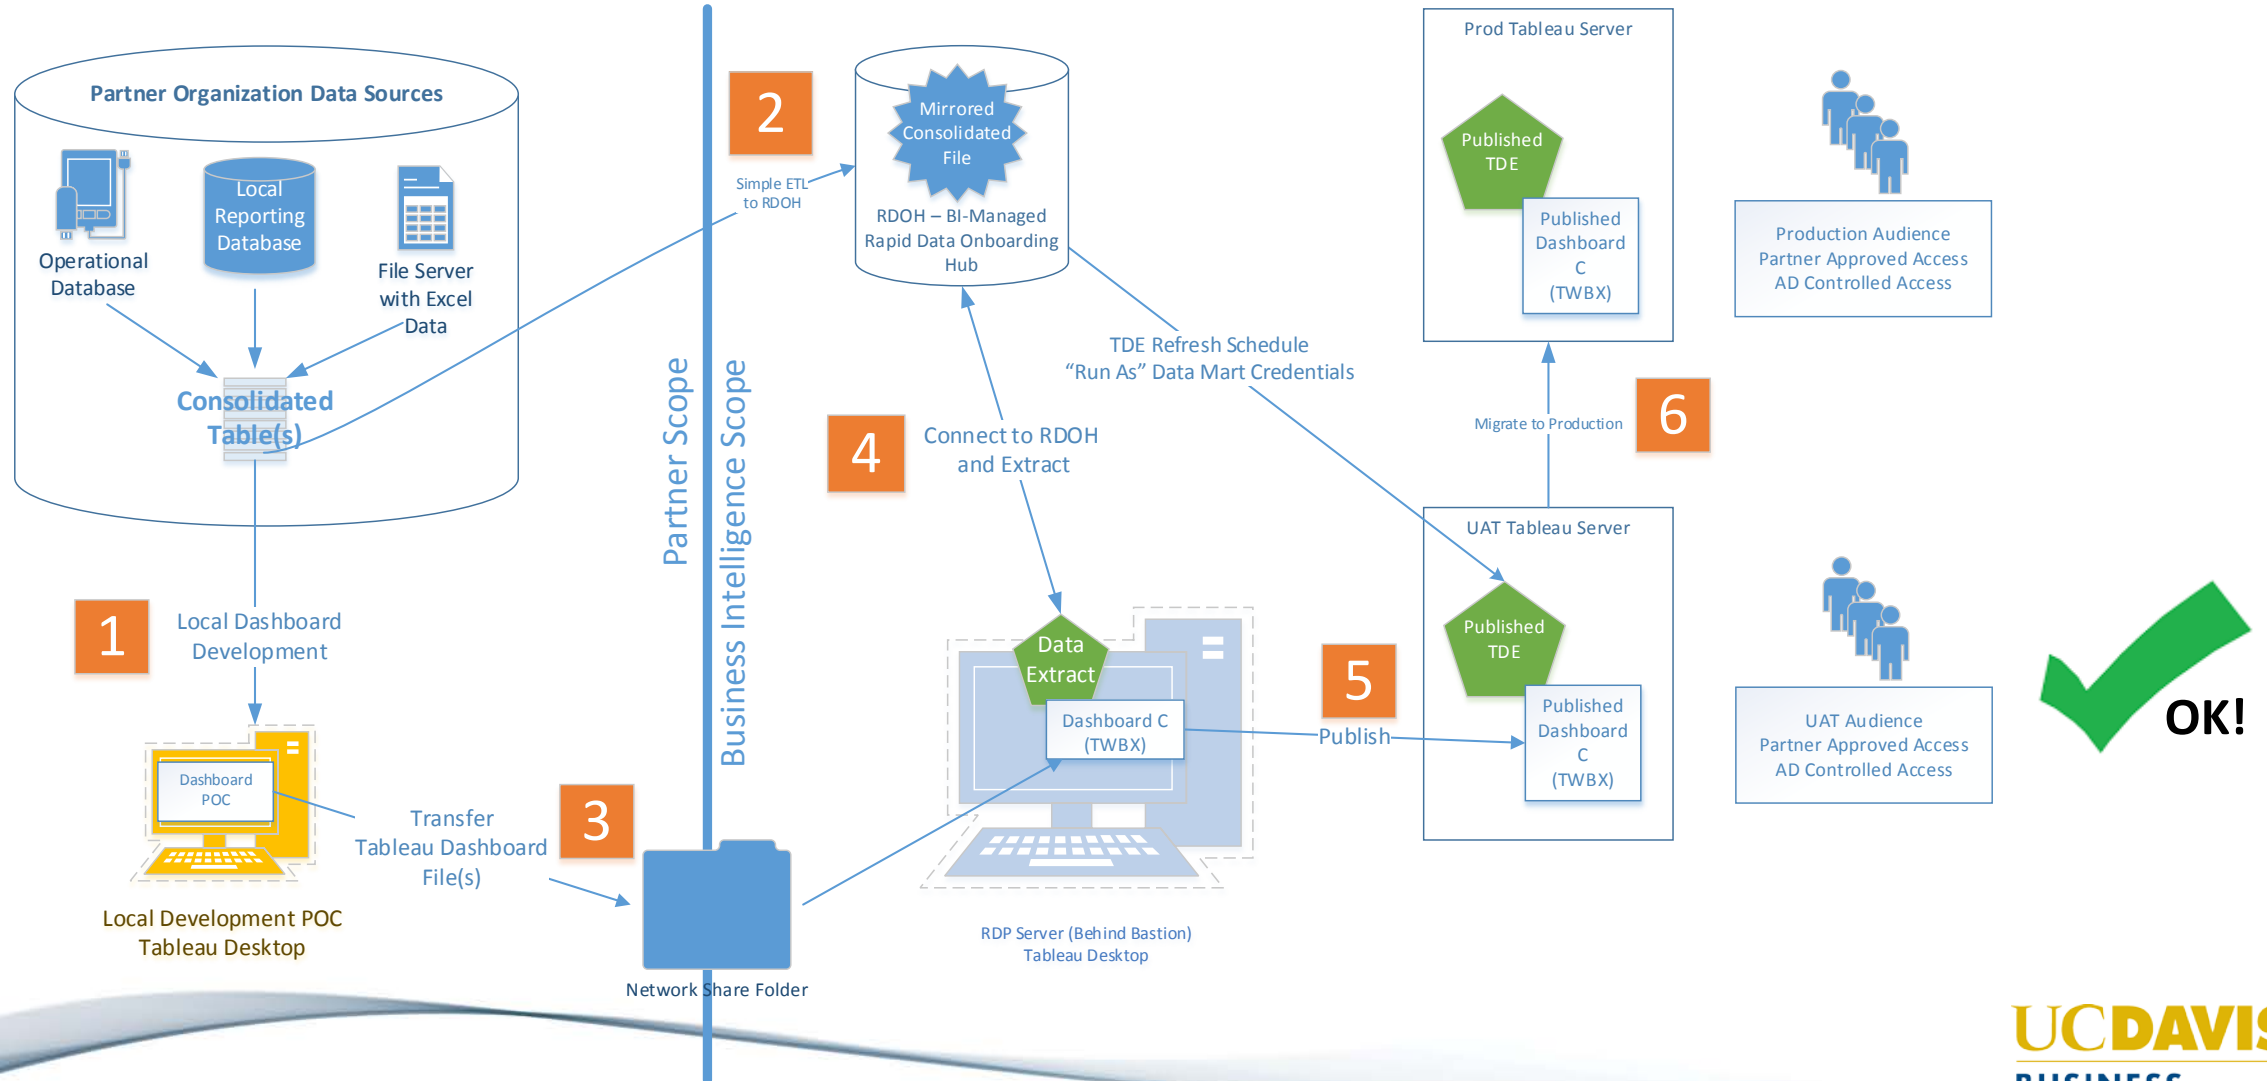 Partner Organization Data Sources
Operational
Database
Local
Reporting
Database
File Server
with Excel
Data
Consolidated
Table(s)
1
Local Dashboard
Development
Dashboard
POC
Local Development POC
Tableau Desktop
3
Transfer
Tableau Dashboard
File(s)
Network Share Folder
Partner Scope
Business Intelligence Scope
2
Simple ETL
to RDOH
Mirrored
Consolidated
File
RDOH – BI-Managed
Rapid Data Onboarding
Hub
4
Connect to RDOH
and Extract
TDE Refresh Schedule
“Run As” Data Mart Credentials
Data
Extract
Dashboard C
(TWBX)
RDP Server (Behind Bastion)
Tableau Desktop
5
Publish
Prod Tableau Server
Published
TDE
Published
Dashboard
C
(TWBX)
6
Migrate to Production
UAT Tableau Server
Published
TDE
Published
Dashboard
C
(TWBX)
Production Audience
Partner Approved Access
AD Controlled Access
UAT Audience
Partner Approved Access
AD Controlled Access
OK!
UCDAVIS
BUSINESS